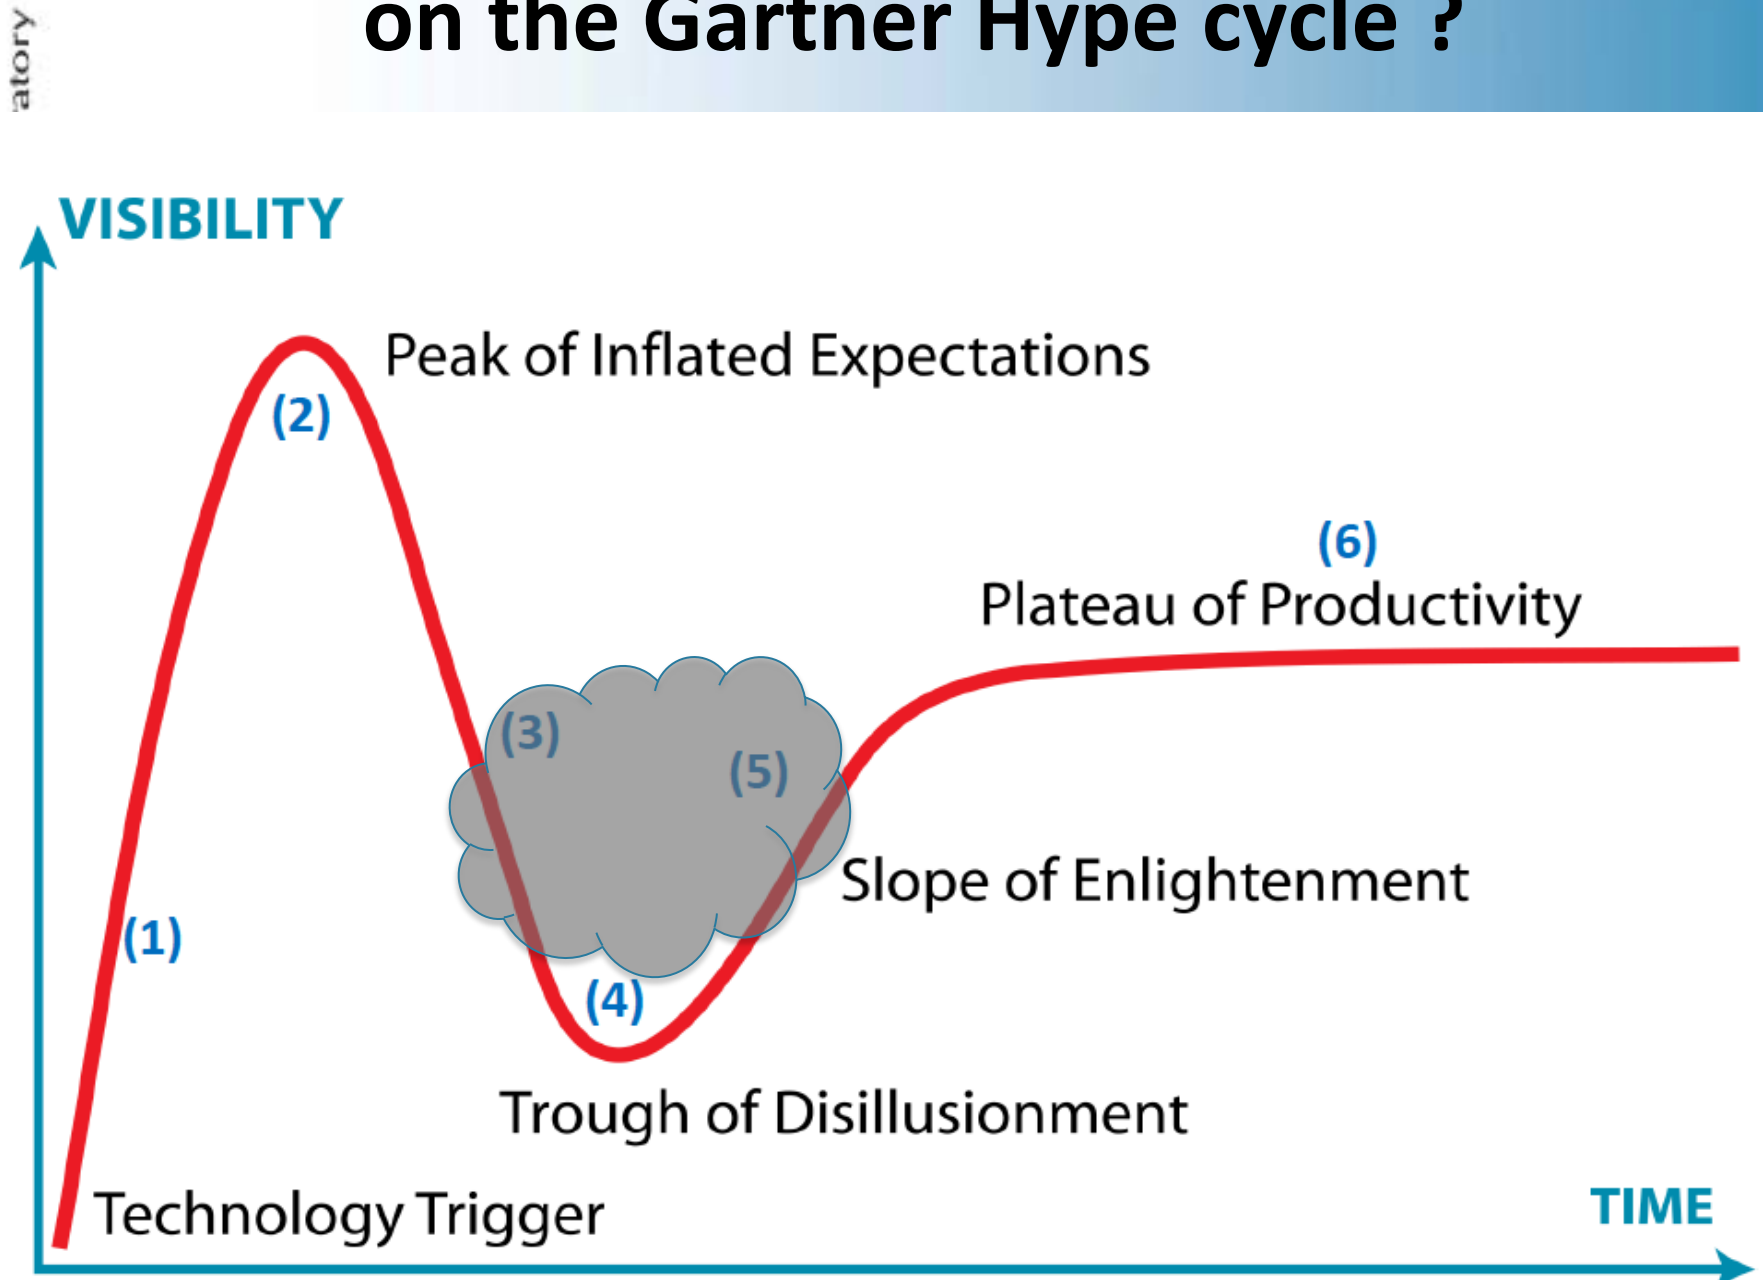 on the Gartner Hype cycle ?
atory
VISIBILITY
Peak of Inflated Expectations
(2)
(6)
Plateau of Productivity
(3)
(5)
Slope of Enlightenment
(1)
(4)
Trough of Disillusionment
Technology Trigger
TIME